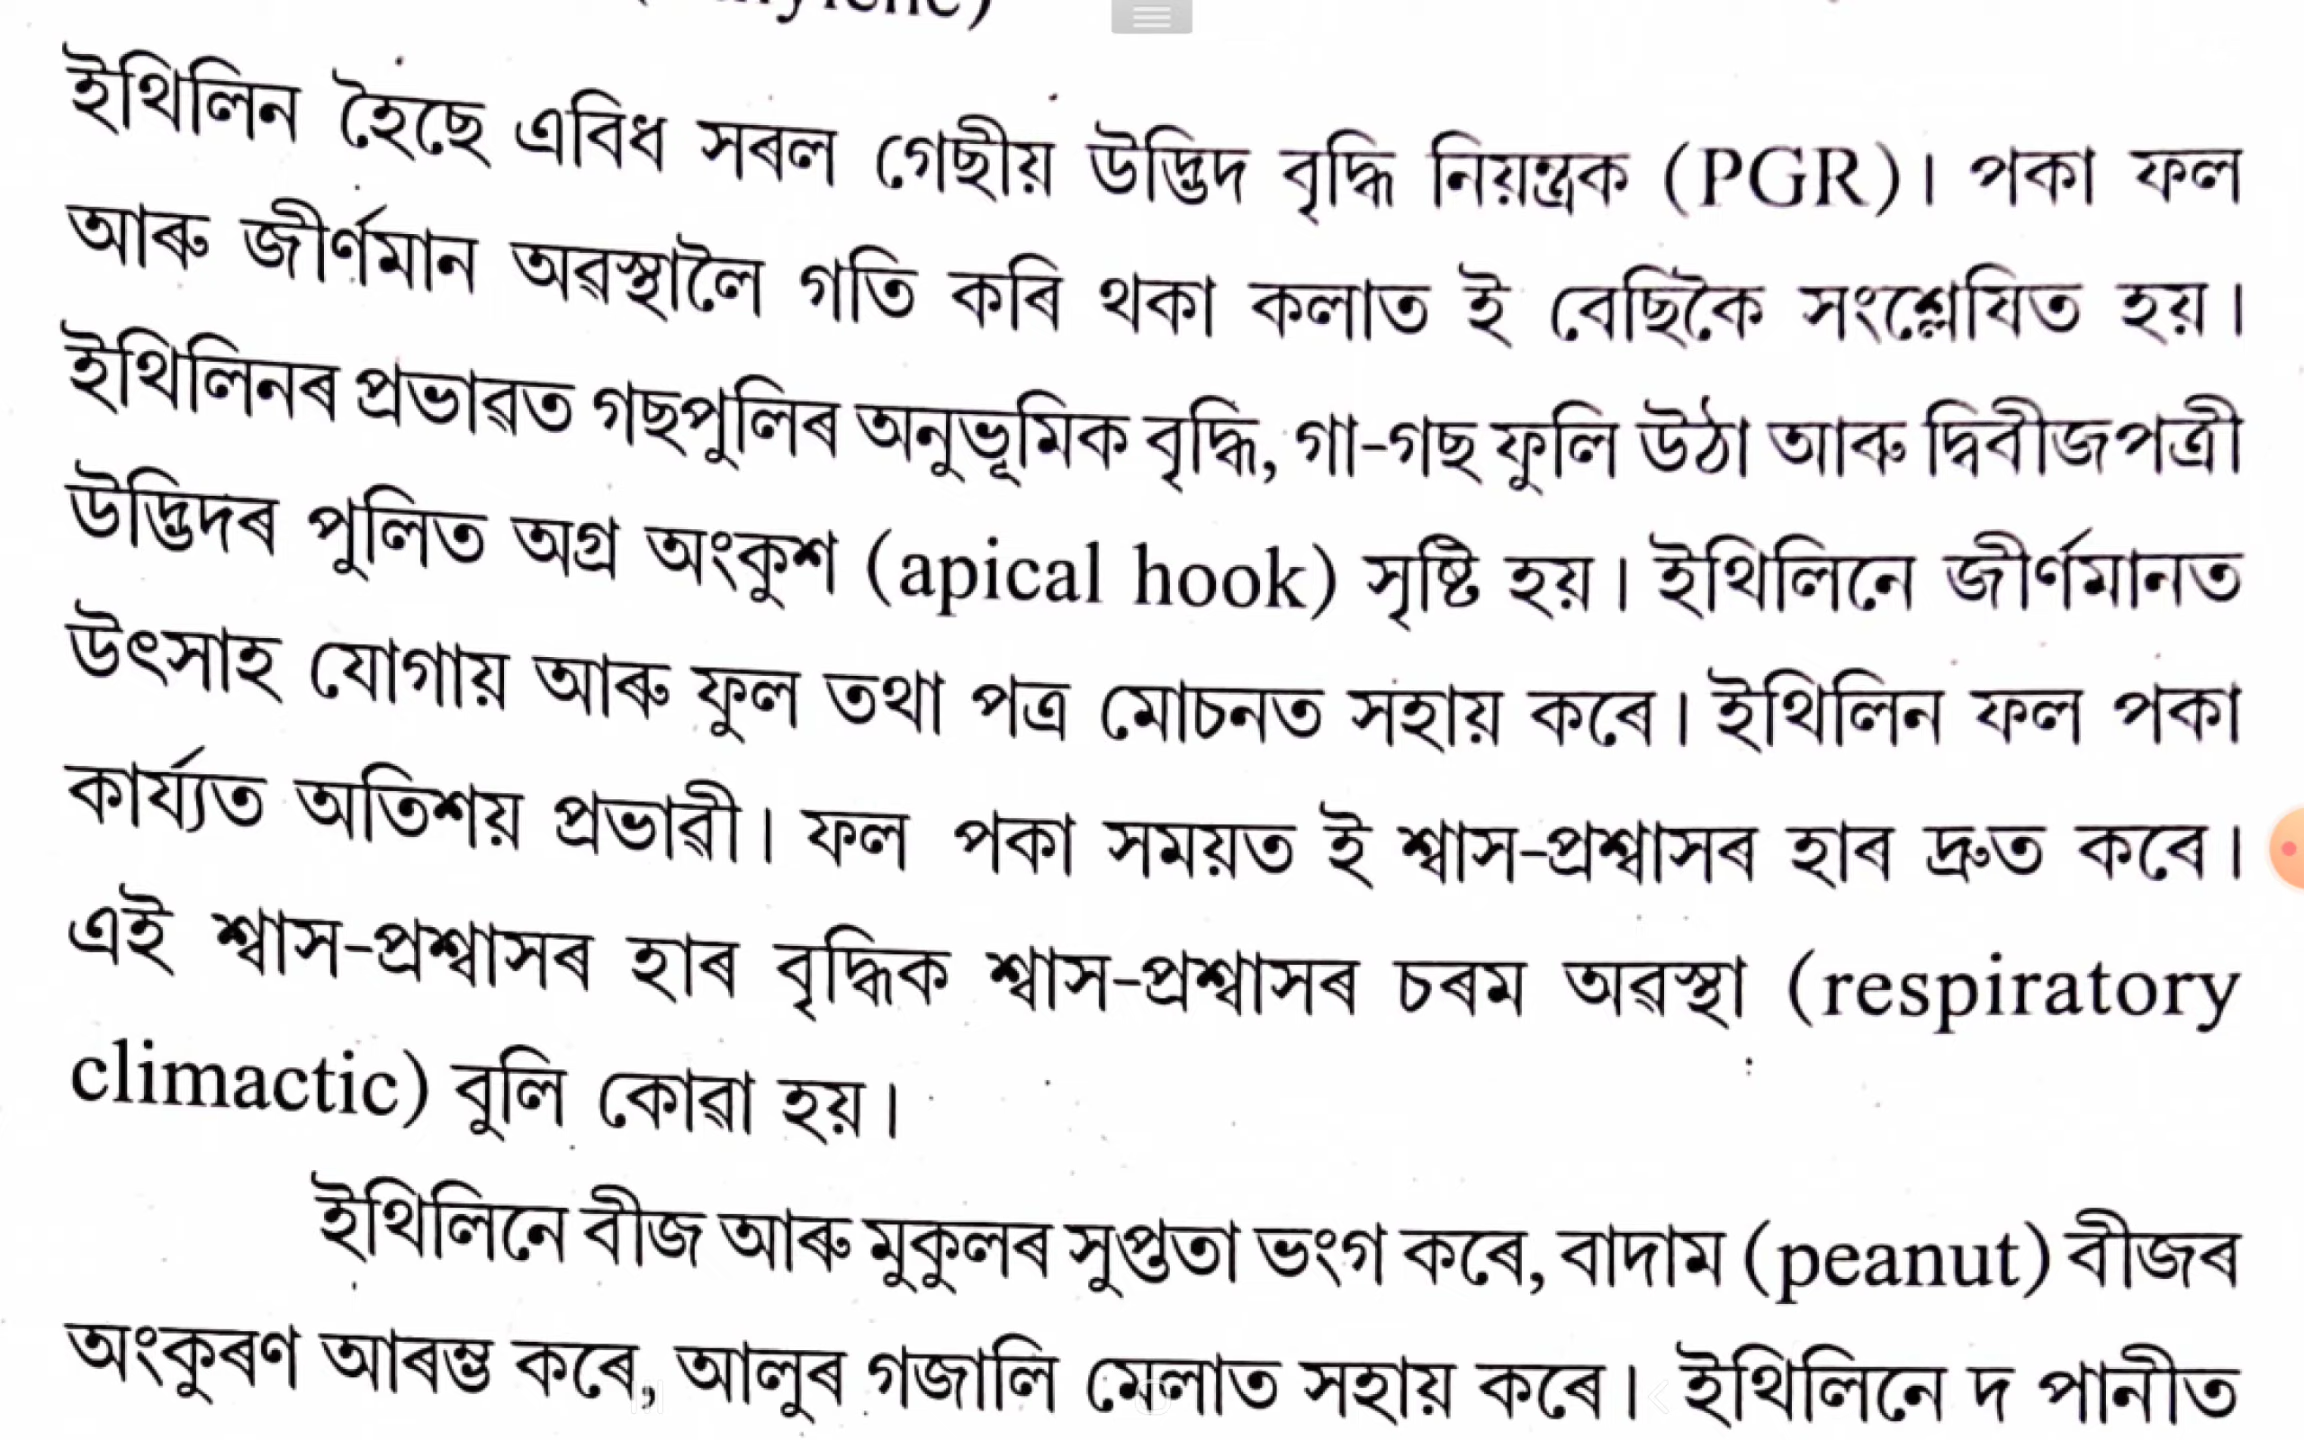 ইথিলিন হৈছে এবিধ সৰল গেছীয় উদ্ভিদ বৃদ্ধি নিয়ন্ত্ৰক (PGR)। পকা ফল
আৰু জীৰ্ণমান অৱস্থালৈ গতি কৰি থকা কলাত ই বেছিকৈ সংশ্লেষিত হয়।
ইথিলিনৰ প্ৰভাৱত গছপুলিৰ অনুভূমিক বৃদ্ধি, গা-গছ ফুলি উঠা আৰু দ্বিবীজপত্ৰী
উদ্ভিদৰ পুলিত অগ্ৰ অংকুশ (apical hook) সৃষ্টি হয়। ইথিলিনে জীৰ্ণমানত
উৎসাহ যোগায় আৰু ফুল তথা পত্ৰ মোচনত সহায় কৰে। ইথিলিন ফল পকা
কাৰ্য্যত অতিশয় প্ৰভাৱী। ফল পকা সময়ত ই শ্বাস-প্ৰশ্বাসৰ হাৰ দ্ৰুত কৰে।
এই শ্বাস-প্ৰশ্বাসৰ হাৰ বৃদ্ধিক শ্বাস-প্ৰশ্বাসৰ চৰম অৱস্থা (respiratory
climactic) বুলি কোৱা হয়।
ইথিলিনে বীজ আৰু মুকুলৰ সুপ্ততা ভংগ কৰে, বাদাম (peanut) বীজৰ
অংকুৰণ আৰম্ভ কৰে, আলুৰ গজালি মেলাত সহায় কৰে। ইথিলিনে দ পানীত